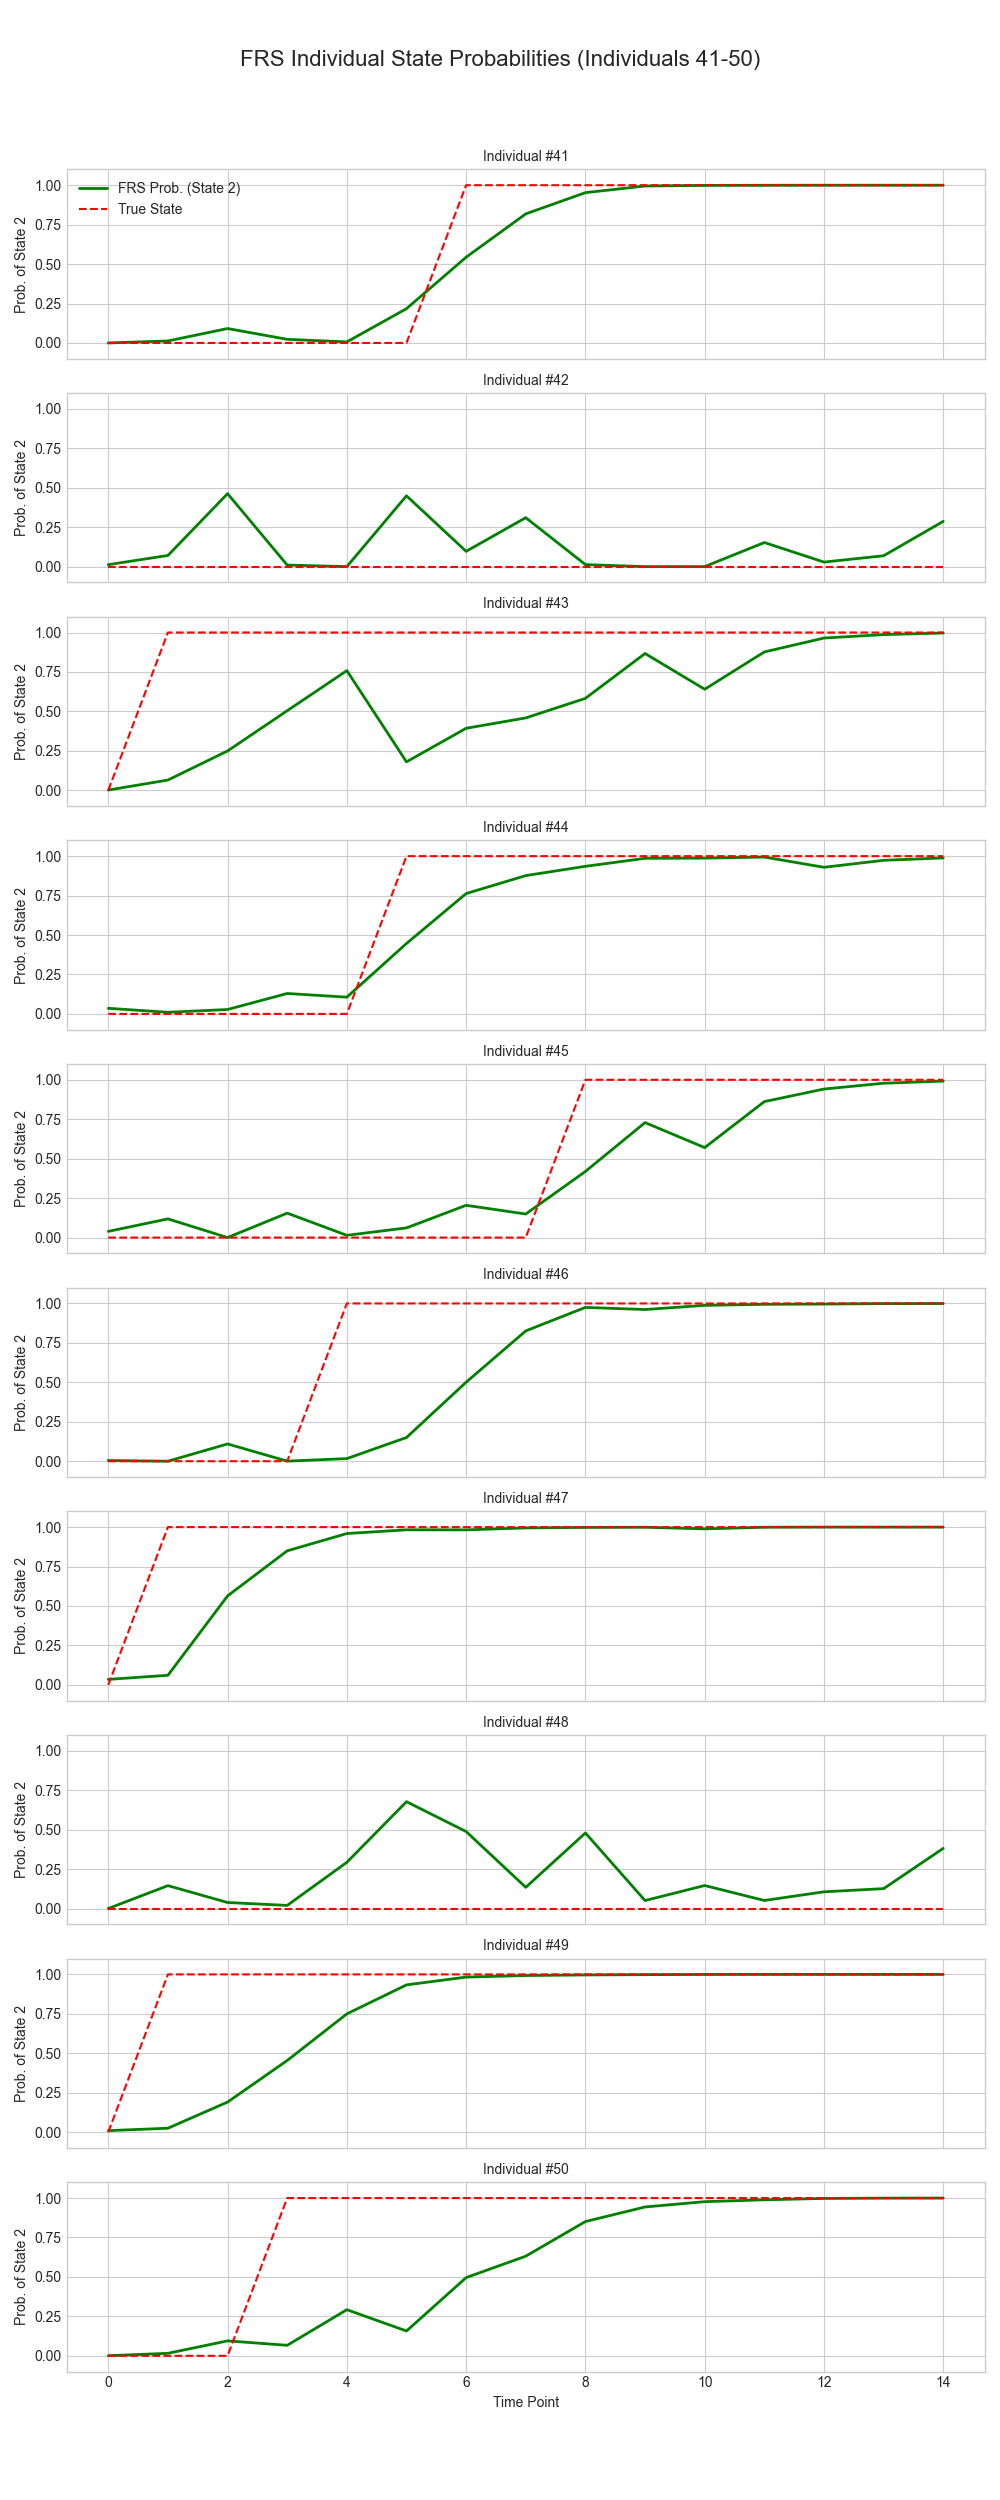 FRS Individual State Probabilities (Individuals 41-50)
Individual #41
FRS Prob. (State 2)
True State
Prob. of State 2
1.00
0.75
0.50
0.25
0.00
Individual #42
Prob. of State 2
1.00
0.75
0.50
0.25
0.00
Individual #43
Prob. of State 2
1.00
0.75
0.50
0.25
0.00
Individual #44
Prob. of State 2
1.00
0.75
0.50
0.25
0.00
Individual #45
Prob. of State 2
1.00
0.75
0.50
0.25
0.00
Individual #46
Prob. of State 2
1.00
0.75
0.50
0.25
0.00
Individual #47
Prob. of State 2
1.00
0.75
0.50
0.25
0.00
Individual #48
Prob. of State 2
1.00
0.75
0.50
0.25
0.00
Individual #49
Prob. of State 2
1.00
0.75
0.50
0.25
0.00
Individual #50
Prob. of State 2
1.00
0.75
0.50
0.25
0.00
0 2 4 6 8 10 12 14
Time Point